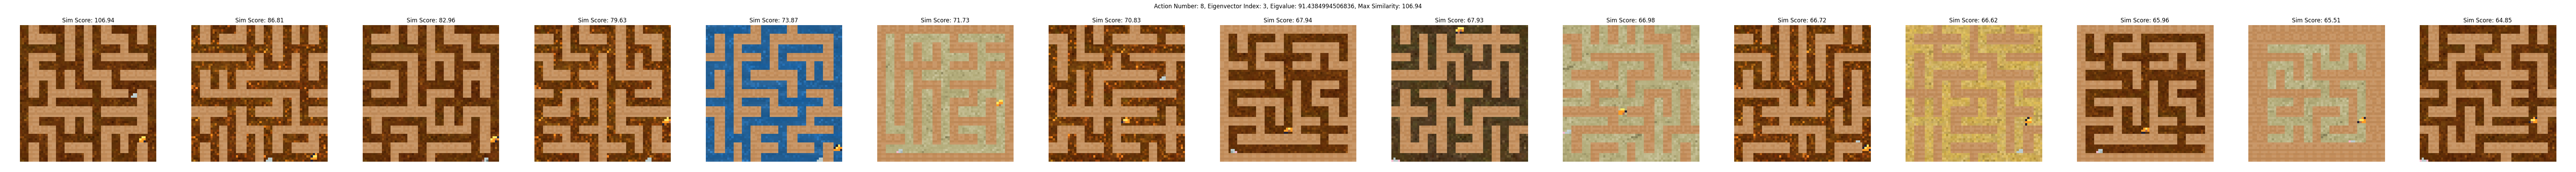 Action Number: 8, Eigenvector Index: 3, Eigvalue: 91.4384994506836, Max Similarity: 106.94
Sim Score: 106.94
Sim Score: 86.81
Sim Score: 82.96
Sim Score: 79.63
Sim Score: 73.87
Sim Score: 71.73
Sim Score: 70.83
Sim Score: 67.94
Sim Score: 67.93
Sim Score: 66.98
Sim Score: 66.72
Sim Score: 66.62
Sim Score: 65.96
Sim Score: 65.51
Sim Score: 64.85